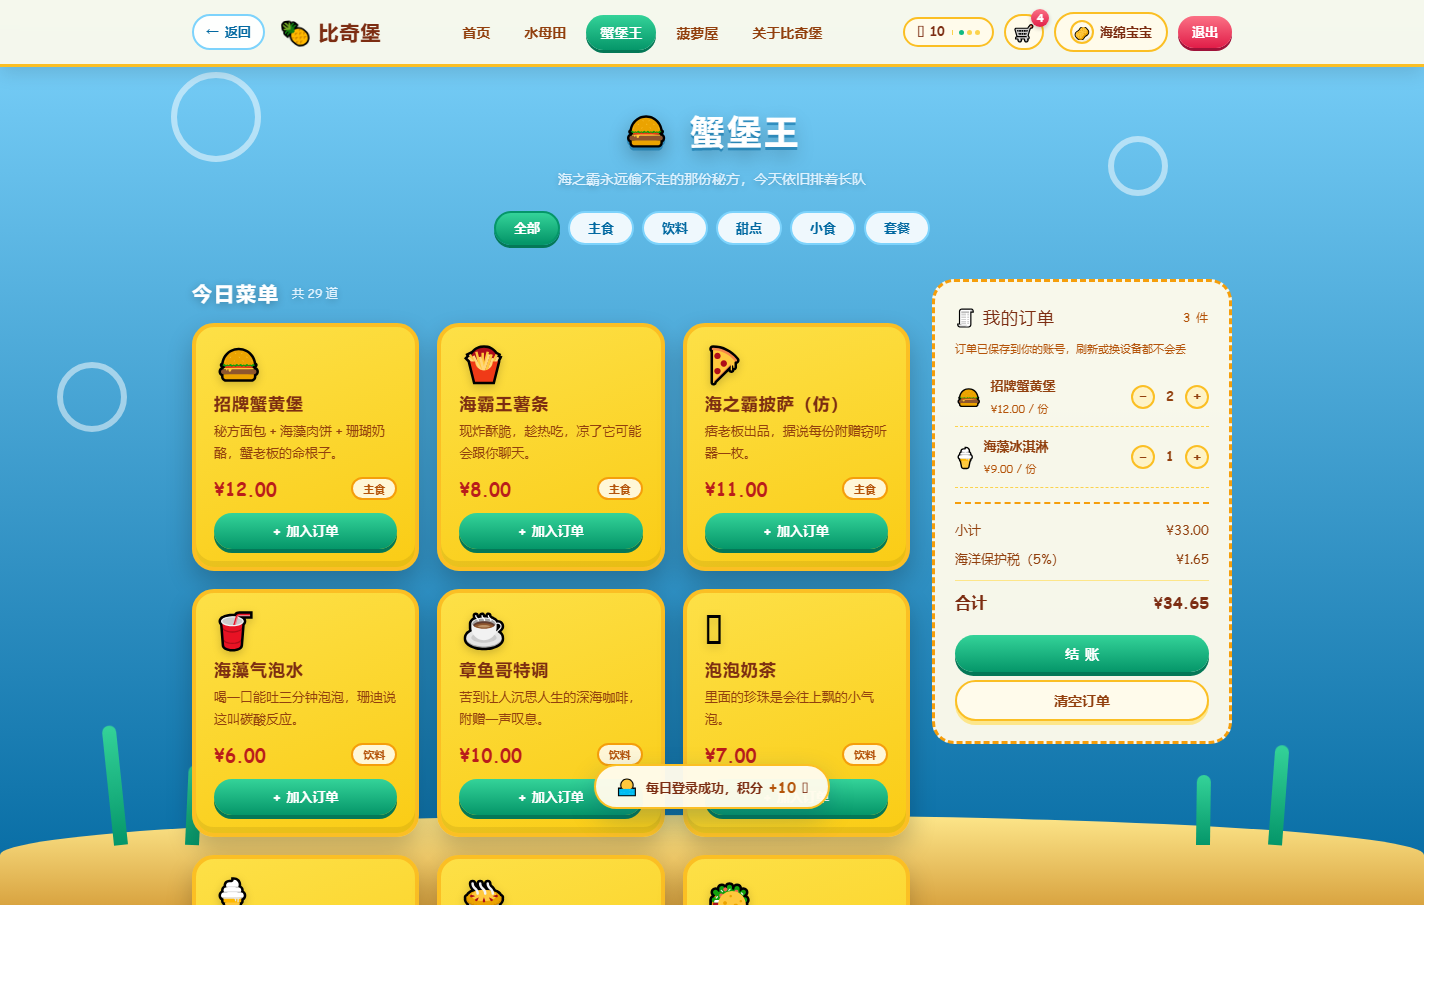 ← 返回
比奇堡
首页
水母田
蟹堡王
菠萝屋
关于比奇堡
10
4
海绵宝宝
退出
蟹堡王
海之霸永远偷不走的那份秘方，今天依旧排着长队
全部
主食
饮料
甜点
小食
套餐
今日菜单 共 29 道
招牌蟹黄堡
秘方面包 + 海藻肉饼 + 珊瑚奶
酪，蟹老板的命根子。
¥12.00 主食
+ 加入订单
海霸王薯条
现炸酥脆，趁热吃，凉了它可能
会跟你聊天。
¥8.00 主食
+ 加入订单
海之霸披萨（仿）
痞老板出品，据说每份附赠窃听
器一枚。
¥11.00 主食
+ 加入订单
海藻气泡水
喝一口能吐三分钟泡泡，珊迪说
这叫碳酸反应。
¥6.00 饮料
+ 加入订单
章鱼哥特调
苦到让人沉思人生的深海咖啡，
附赠一声叹息。
¥10.00 饮料
+ 加入订单
泡泡奶茶
里面的珍珠是会往上飘的小气
泡。
¥7.00 饮料
我的订单 3 件
订单已保存到你的账号，刷新或换设备都不会丢
招牌蟹黄堡
¥12.00 / 份
− 2 +
海藻冰淇淋
¥9.00 / 份
− 1 +
小计 ¥33.00
海洋保护税（5%） ¥1.65
合计 ¥34.65
结 账
清空订单
每日登录成功，积分 +10